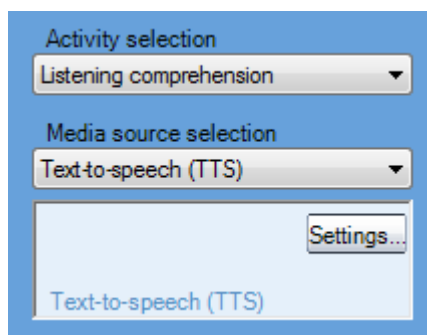 Activity selection
Listening comprehension
Media source selection
Text-to-speech (TTS)
Settings...
Text-to-speech (TTS)